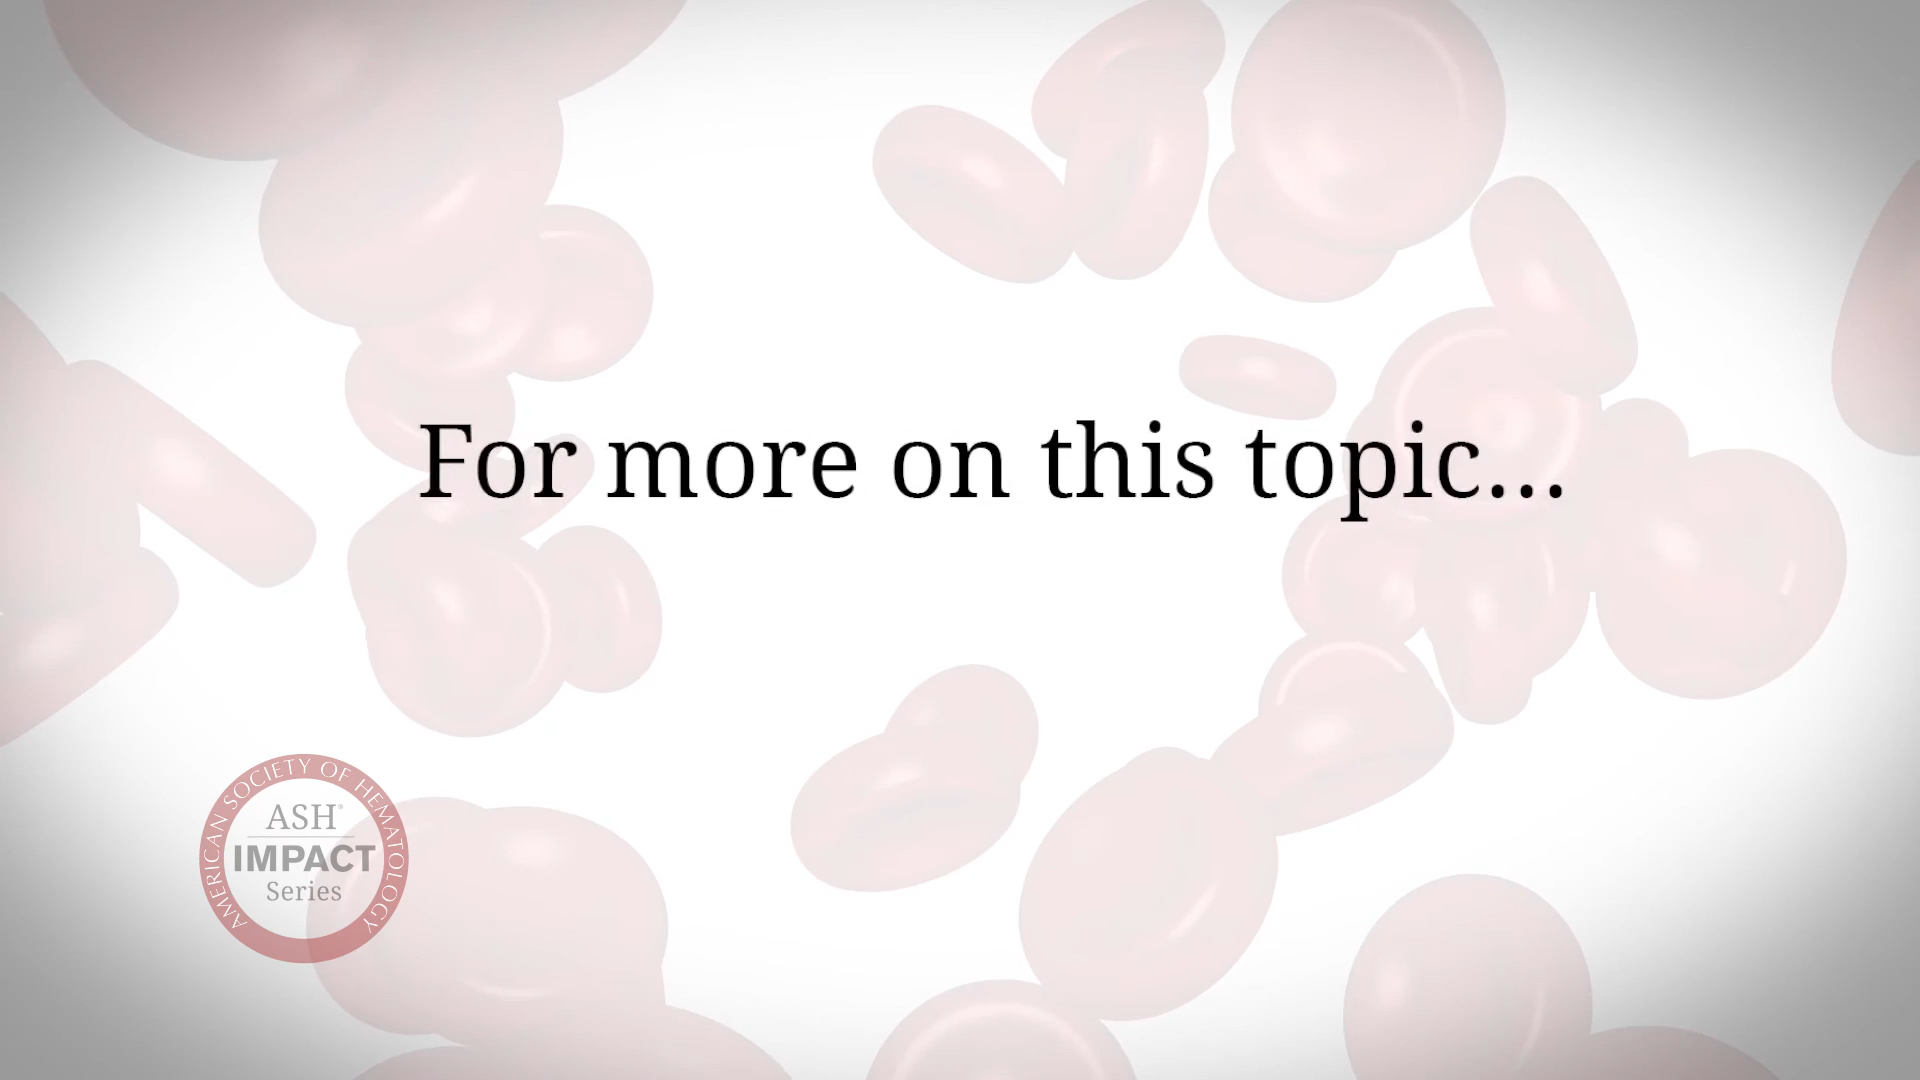 For more on this topic...
AMERICAN SOCIETY OF HEMATOLOGY
ASH®
IMPACT
Series